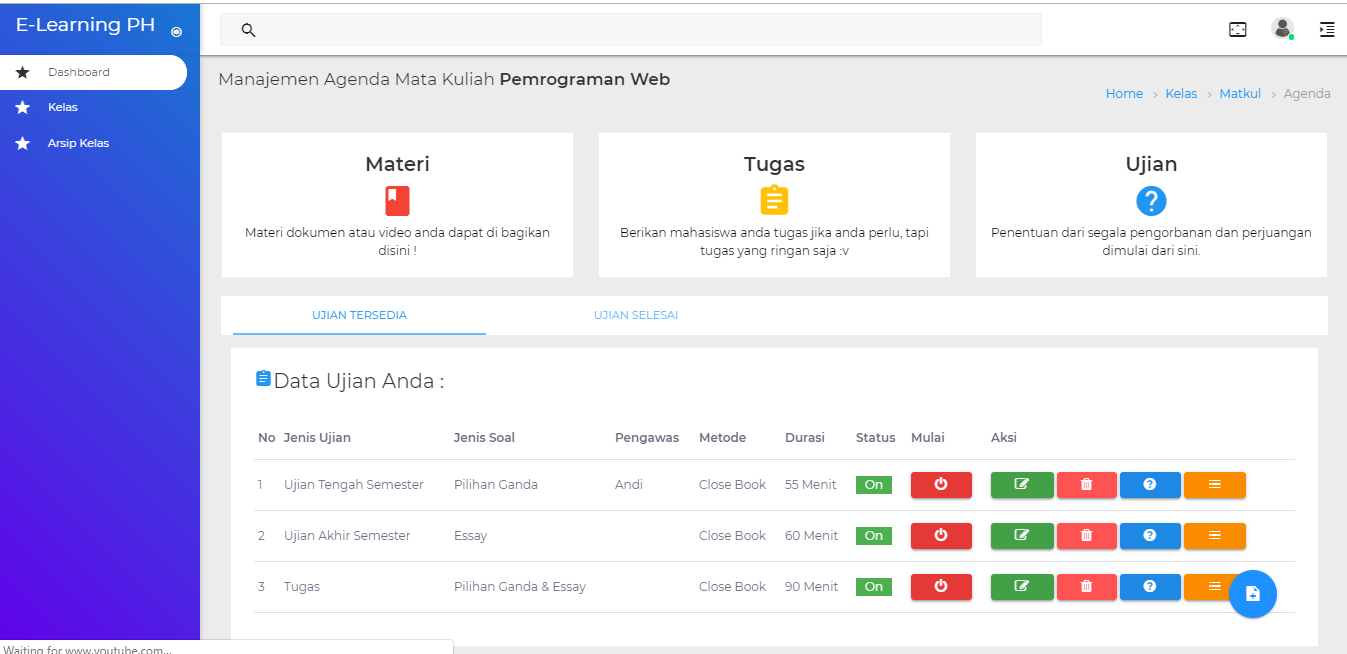 E-Learning PH
Dashboard
Kelas
Arsip Kelas
Manajemen Agenda Mata Kuliah Pemrograman Web
Home > Kelas > Matkul > Agenda
Materi
Materi dokumen atau video anda dapat di bagikan
disini !
Tugas
Berikan mahasiswa anda tugas jika anda perlu, tapi
tugas yang ringan saja :v
Ujian
Penentuan dari segala pengorbanan dan perjuangan
dimulai dari sini.
UJIAN TERSEDIA UJIAN SELESAI
Data Ujian Anda :
No Jenis Ujian Jenis Soal Pengawas Metode Durasi Status Mulai Aksi
1 Ujian Tengah Semester Pilihan Ganda Andi Close Book 55 Menit On
2 Ujian Akhir Semester Essay Close Book 60 Menit On
3 Tugas Pilihan Ganda & Essay Close Book 90 Menit On
Waiting for www.youtube.com...